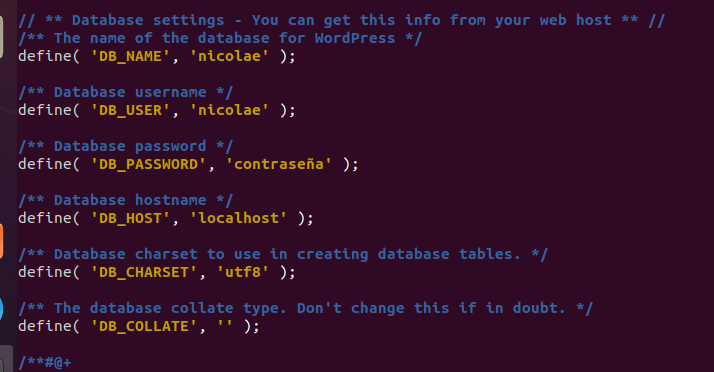 // ** Database settings - You can get this info from your web host ** //
/** The name of the database for WordPress */
define( 'DB_NAME', 'nicolae' );
/** Database username */
define( 'DB_USER', 'nicolae' );
/** Database password */
define( 'DB_PASSWORD', 'contraseña' );
/** Database hostname */
define( 'DB_HOST', 'localhost' );
/** Database charset to use in creating database tables. */
define( 'DB_CHARSET', 'utf8' );
/** The database collate type. Don't change this if in doubt. */
define( 'DB_COLLATE', '' );
/**#@+